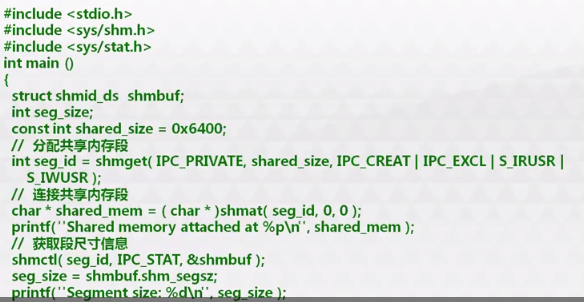 #include <stdio.h>
#include <sys/shm.h>
#include <sys/stat.h>
int main ()
{
struct shmid_ds  shmbuf;
int seg_size;
const int shared_size = 0x6400;
//  分配共享内存段
int seg_id = shmget( IPC_PRIVATE, shared_size, IPC_CREAT | IPC_EXCL | S_IRUSR |
S_IWUSR );
//  连接共享内存段
char * shared_mem = ( char * )shmat( seg_id, 0, 0 );
printf( "Shared memory attached at %p\n", shared_mem );
//  获取段尺寸信息
shmctl( seg_id, IPC_STAT, &shmbuf );
seg_size = shmbuf.shm_segsz;
printf( "Segment size: %d\n", seg_size );